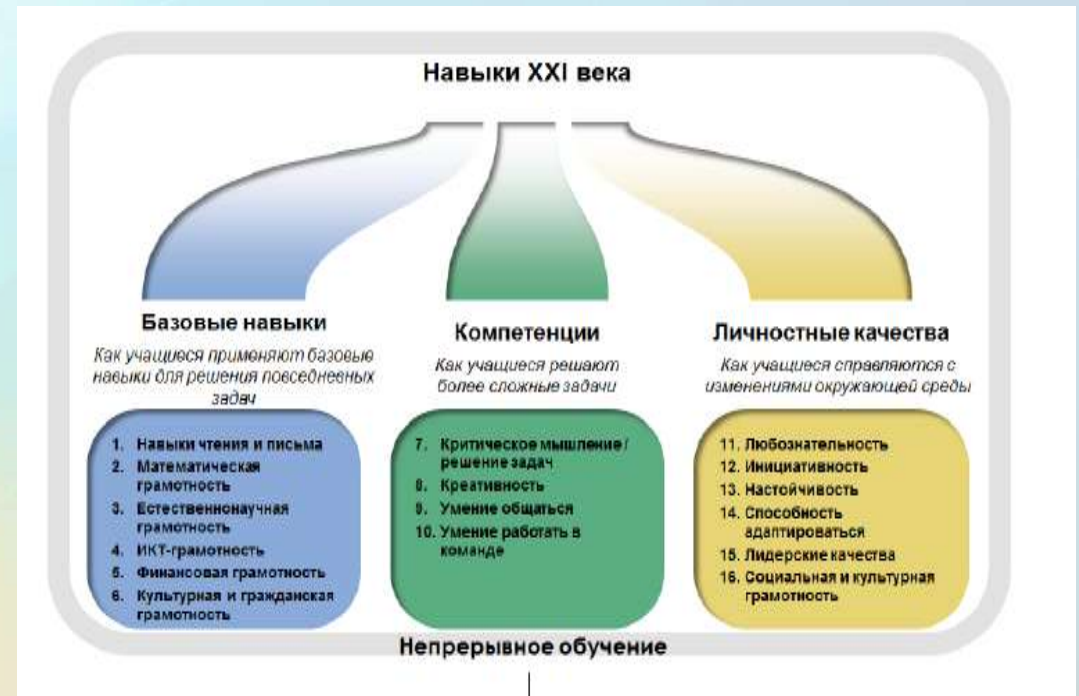 Навыки XXI века
Базовые навыки
Как учащиеся применяют базовые
навыки для решения повседневных
задач
1. Навыки чтения и письма
2. Математическая
грамотность
3. Естественнонаучная
грамотность
4. ИКТ-грамотность
5. Финансовая грамотность
6. Культурная и гражданская
грамотность
Компетенции
Как учащиеся решают
более сложные задачи
7. Критическое мышление /
решение задач
8. Креативность
9. Умение общаться
10. Умение работать в
команде
Личностные качества
Как учащиеся справляются с
изменениями окружающей среды
11. Любознательность
12. Инициативность
13. Настойчивость
14. Способность
адаптироваться
15. Лидерские качества
16. Социальная и культурная
грамотность
Непрерывное обучение